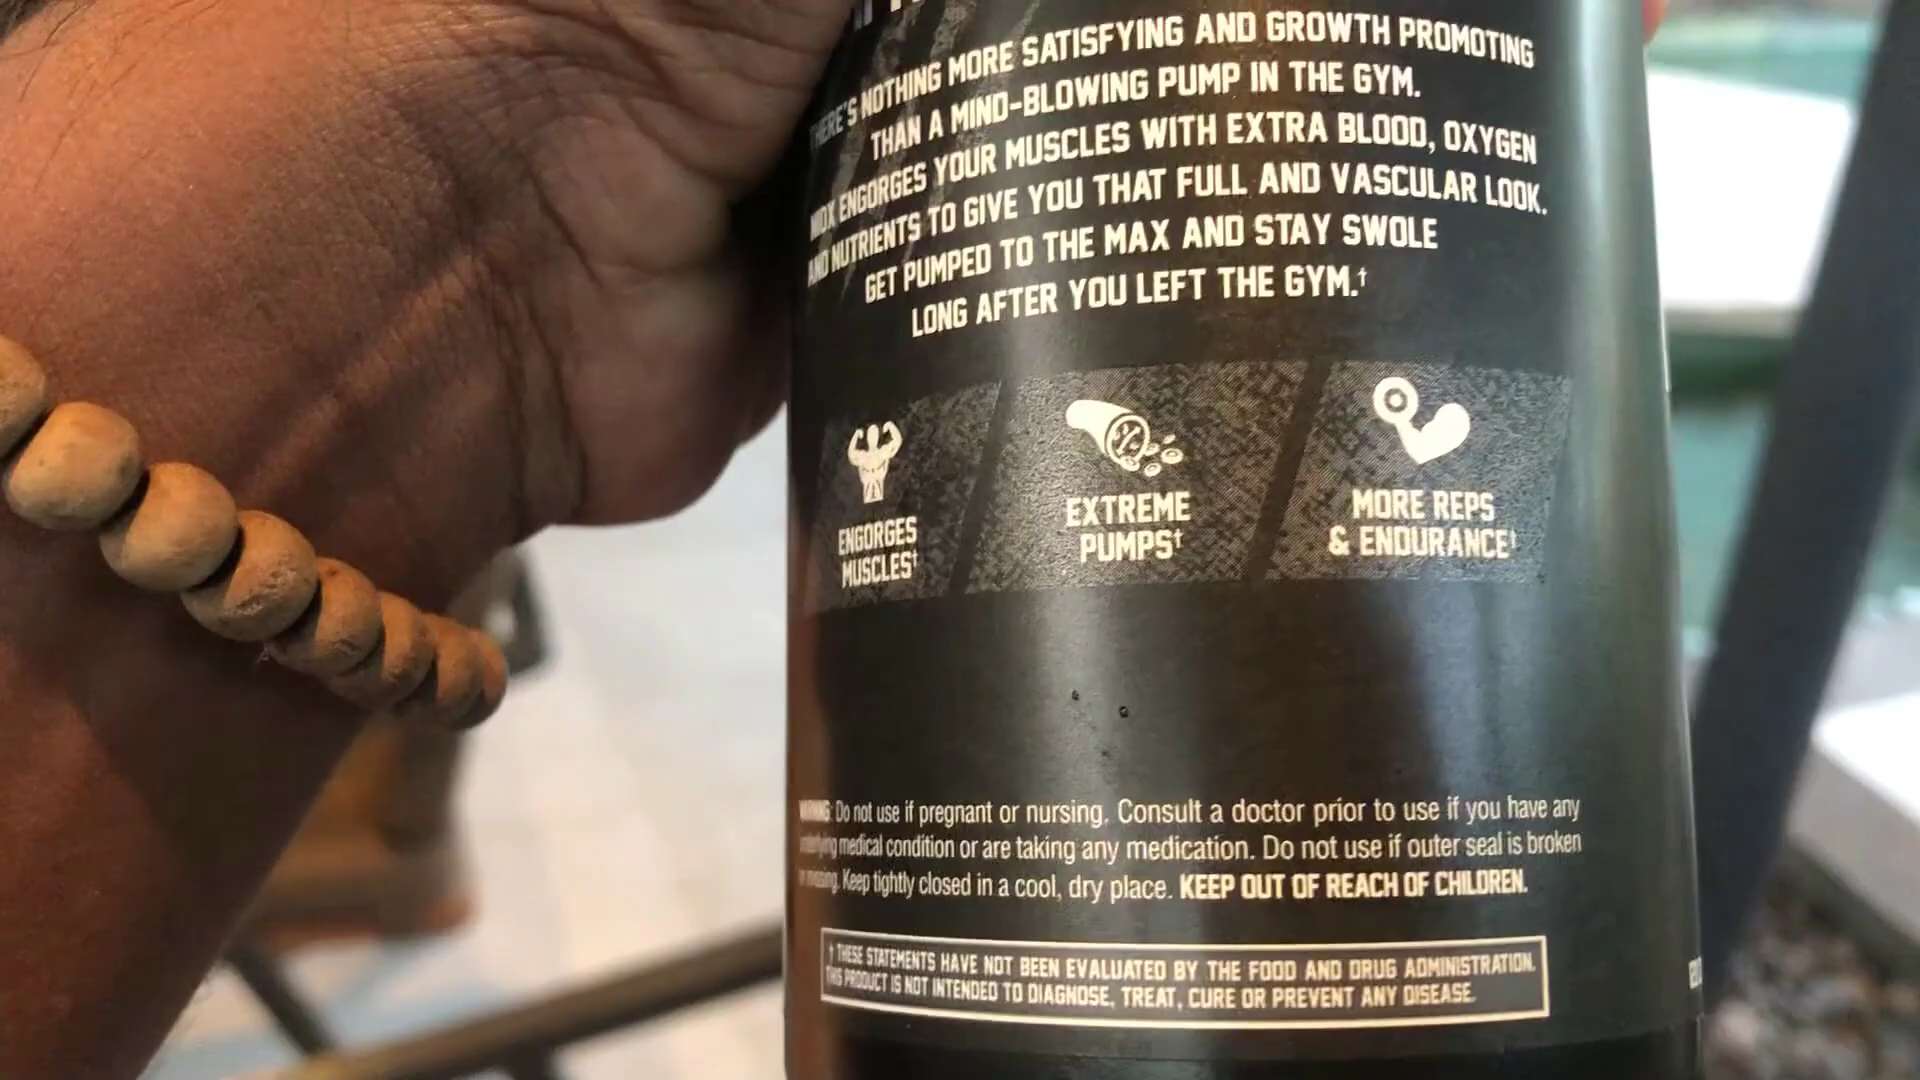 THERE'S NOTHING MORE SATISFYING AND GROWTH PROMOTING
THAN A MIND-BLOWING PUMP IN THE GYM.
ENGORGES YOUR MUSCLES WITH EXTRA BLOOD, OXYGEN
AND NUTRIENTS TO GIVE YOU THAT FULL AND VASCULAR LOOK.
GET PUMPED TO THE MAX AND STAY SWOLE
LONG AFTER YOU LEFT THE GYM.†
ENGORGES
MUSCLES†
EXTREME
PUMPS†
MORE REPS
& ENDURANCE†
WARNING: Do not use if pregnant or nursing. Consult a doctor prior to use if you have any
underlying medical condition or are taking any medication. Do not use if outer seal is broken
or missing. Keep tightly closed in a cool, dry place. KEEP OUT OF REACH OF CHILDREN.
† THESE STATEMENTS HAVE NOT BEEN EVALUATED BY THE FOOD AND DRUG ADMINISTRATION.
THIS PRODUCT IS NOT INTENDED TO DIAGNOSE, TREAT, CURE OR PREVENT ANY DISEASE.